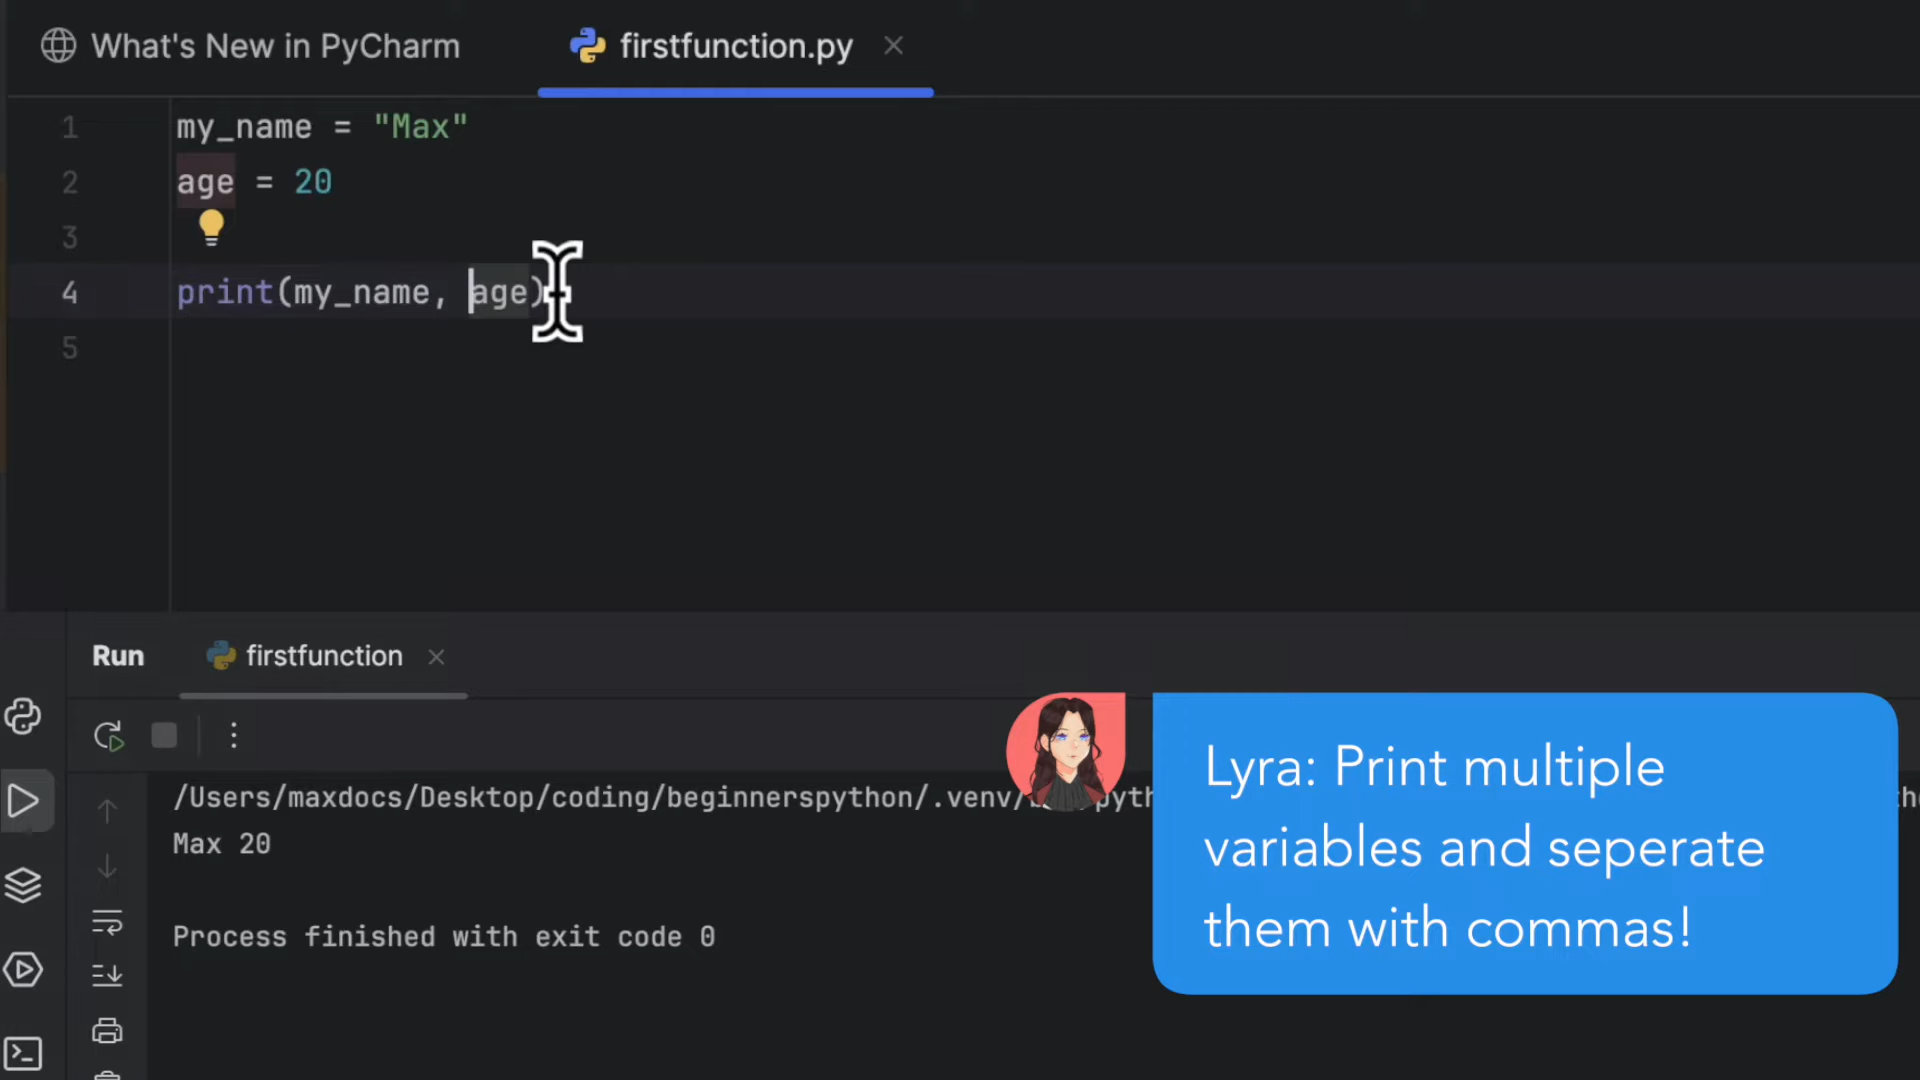 What's New in PyCharm
firstfunction.py
1 my_name = "Max"
2 age = 20
3
4 print(my_name, age)
5
Run firstfunction
/Users/maxdocs/Desktop/coding/beginnerspython/.venv/
Max 20
Process finished with exit code 0
Lyra: Print multiple
variables and seperate
them with commas!